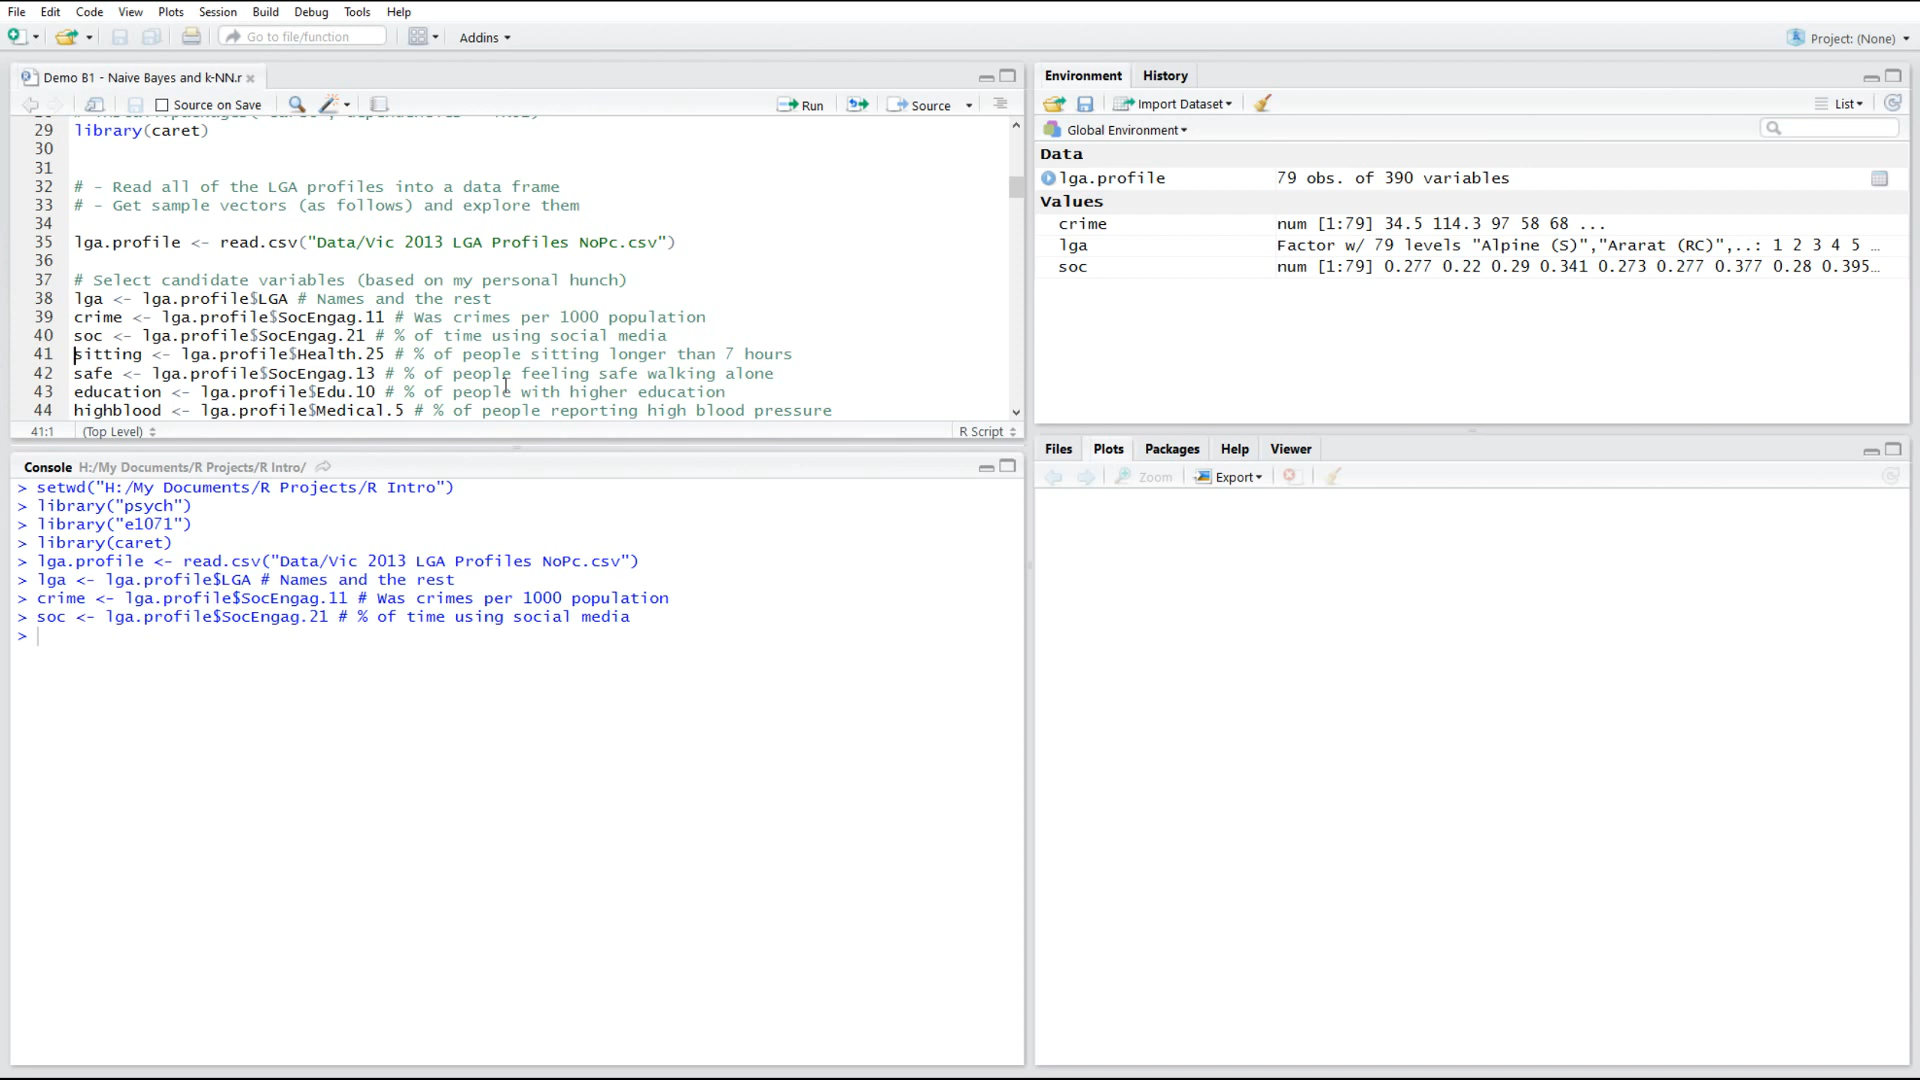 File Edit View Plots Session Build Debug Tools Help
Go to file/function Addins Project: (None)
Demo B1 - Naive Bayes and k-NN.r
Source on Save Run Source
29 library(caret)
30
31
32 # - Read all of the LGA profiles into a data frame
33 # - Get sample vectors (as follows) and explore them
34
35 lga.profile <- read.csv("Data/Vic 2013 LGA Profiles NoPc.csv")
36
37 # Select candidate variables (based on my personal hunch)
38 lga <- lga.profile$LGA # Names and the rest
39 crime <- lga.profile$SocEngag.11 # Was crimes per 1000 population
40 soc <- lga.profile$SocEngag.21 # % of time using social media
41 sitting <- lga.profile$Health.25 # % of people sitting longer than 7 hours
42 safe <- lga.profile$SocEngag.13 # % of people feeling safe walking alone
43 education <- lga.profile$Edu.10 # % of people with higher education
44 highblood <- lga.profile$Medical.5 # % of people reporting high blood pressure
41:1 (Top Level) R Script
Console H:/My Documents/R Projects/R Intro/
> setwd("H:/My Documents/R Projects/R Intro")
> library("psych")
> library("e1071")
> library(caret)
> lga.profile <- read.csv("Data/Vic 2013 LGA Profiles NoPc.csv")
> lga <- lga.profile$LGA # Names and the rest
> crime <- lga.profile$SocEngag.11 # Was crimes per 1000 population
> soc <- lga.profile$SocEngag.21 # % of time using social media
>
Environment History
Import Dataset List
Global Environment
Data
lga.profile 79 obs. of 390 variables
Values
crime num [1:79] 34.5 114.3 97 58 68 ...
lga Factor w/ 79 levels "Alpine (S)","Ararat (RC)",..: 1 2 3 4 5 ...
soc num [1:79] 0.277 0.22 0.29 0.341 0.273 0.277 0.377 0.28 0.395...
Files Plots Packages Help Viewer
Zoom Export